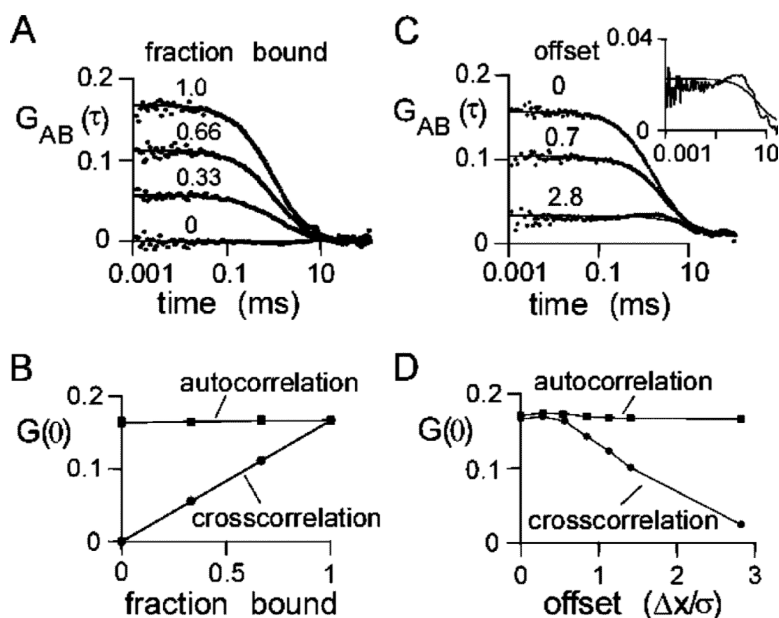 A
fraction bound
0.2
1.0
G_AB (τ)
0.66
0.1
0.33
0
0
0.001 0.1 10
time (ms)
C
offset
0.2
0
G_AB (τ)
0.7
0.1
2.8
0
0.001 0.1 10
time (ms)
0.04
0
0.001 10
B
0.2
autocorrelation
G(0)
0.1
crosscorrelation
0
0 0.5 1
fraction bound
D
0.2
autocorrelation
G(0)
0.1
crosscorrelation
0
0 1 2 3
offset (Δx/σ)